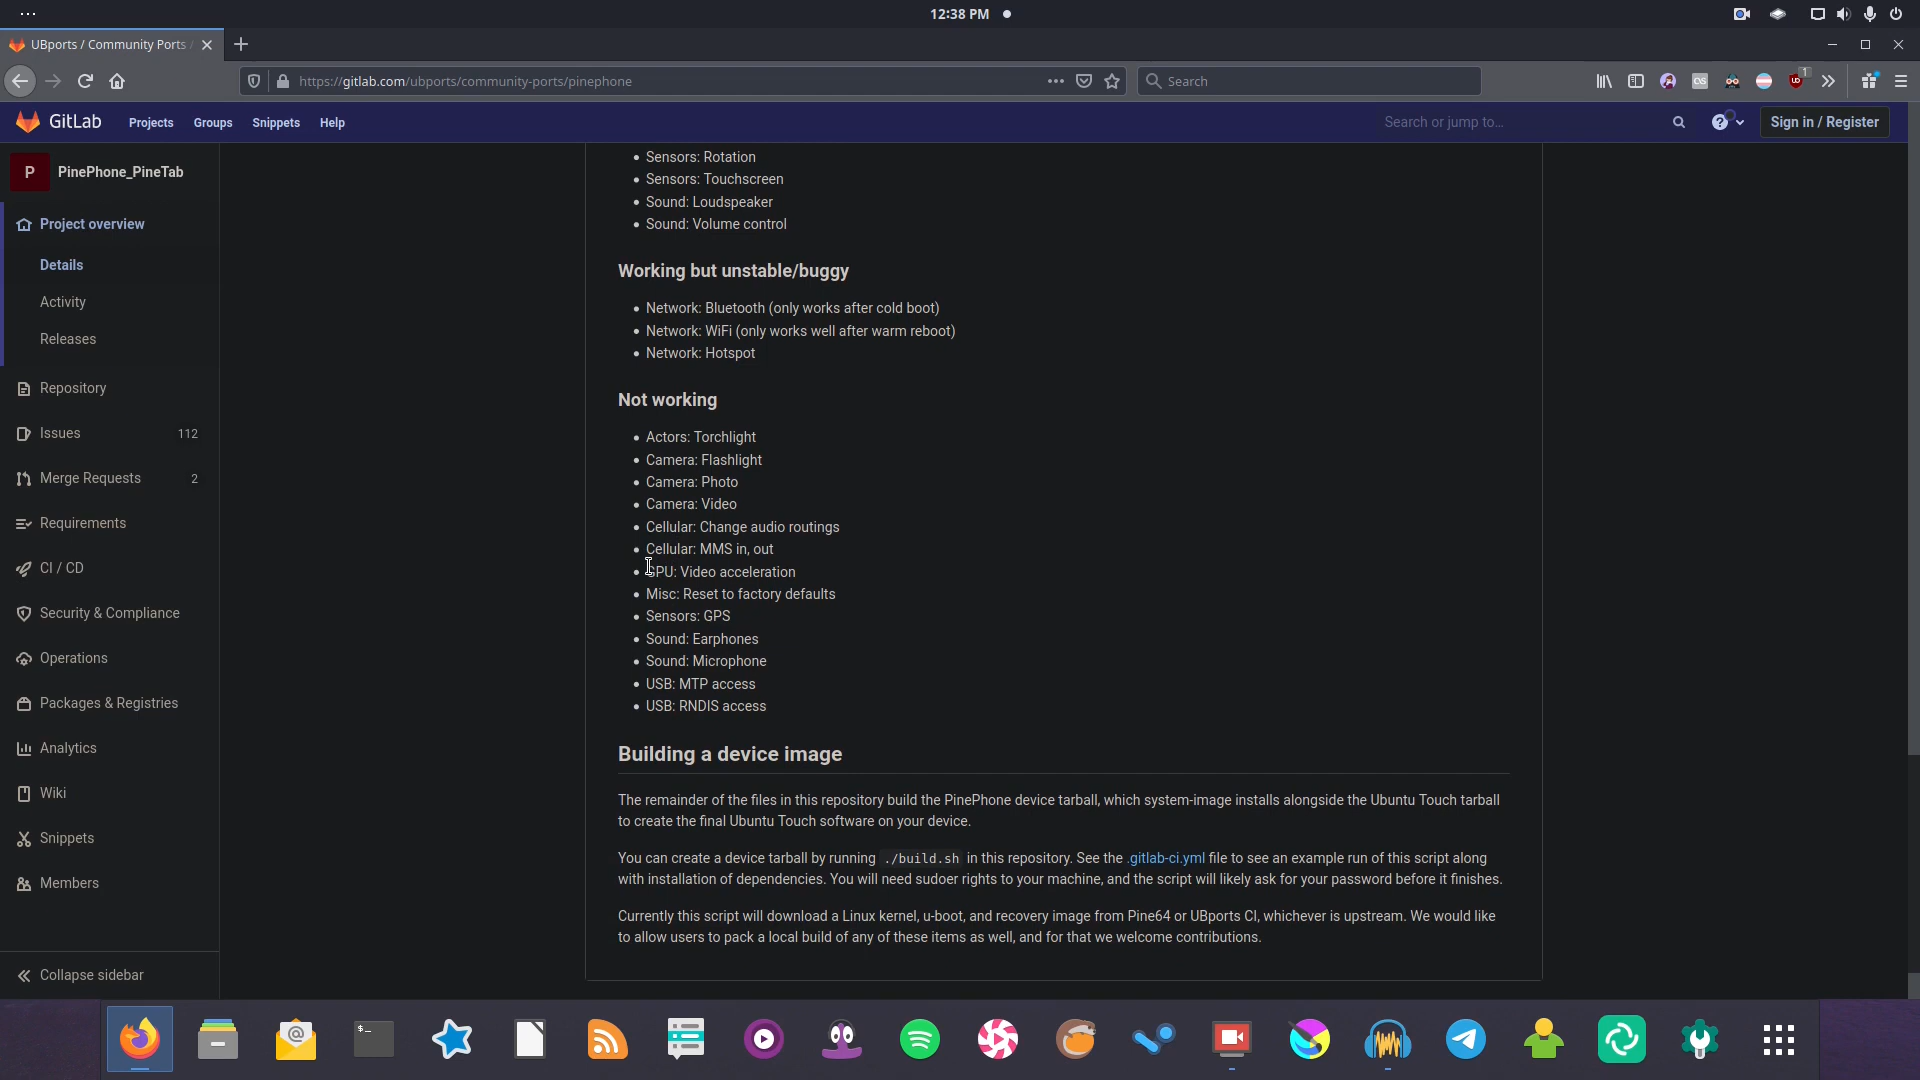 12:38 PM
UBports / Community Ports /
https://gitlab.com/ubports/community-ports/pinephone
Search
1
GitLab
Projects
Groups
Snippets
Help
Search or jump to...
Sign in / Register
P
PinePhone_PineTab
Project overview
Details
Activity
Releases
Repository
Issues 112
Merge Requests 2
Requirements
CI / CD
Security & Compliance
Operations
Packages & Registries
Analytics
Wiki
Snippets
Members
Collapse sidebar
Sensors: Rotation
Sensors: Touchscreen
Sound: Loudspeaker
Sound: Volume control
Working but unstable/buggy
Network: Bluetooth (only works after cold boot)
Network: WiFi (only works well after warm reboot)
Network: Hotspot
Not working
Actors: Torchlight
Camera: Flashlight
Camera: Photo
Camera: Video
Cellular: Change audio routings
Cellular: MMS in, out
GPU: Video acceleration
Misc: Reset to factory defaults
Sensors: GPS
Sound: Earphones
Sound: Microphone
USB: MTP access
USB: RNDIS access
Building a device image
The remainder of the files in this repository build the PinePhone device tarball, which system-image installs alongside the Ubuntu Touch tarball
to create the final Ubuntu Touch software on your device.
You can create a device tarball by running ./build.sh in this repository. See the .gitlab-ci.yml file to see an example run of this script along
with installation of dependencies. You will need sudoer rights to your machine, and the script will likely ask for your password before it finishes.
Currently this script will download a Linux kernel, u-boot, and recovery image from Pine64 or UBports CI, whichever is upstream. We would like
to allow users to pack a local build of any of these items as well, and for that we welcome contributions.